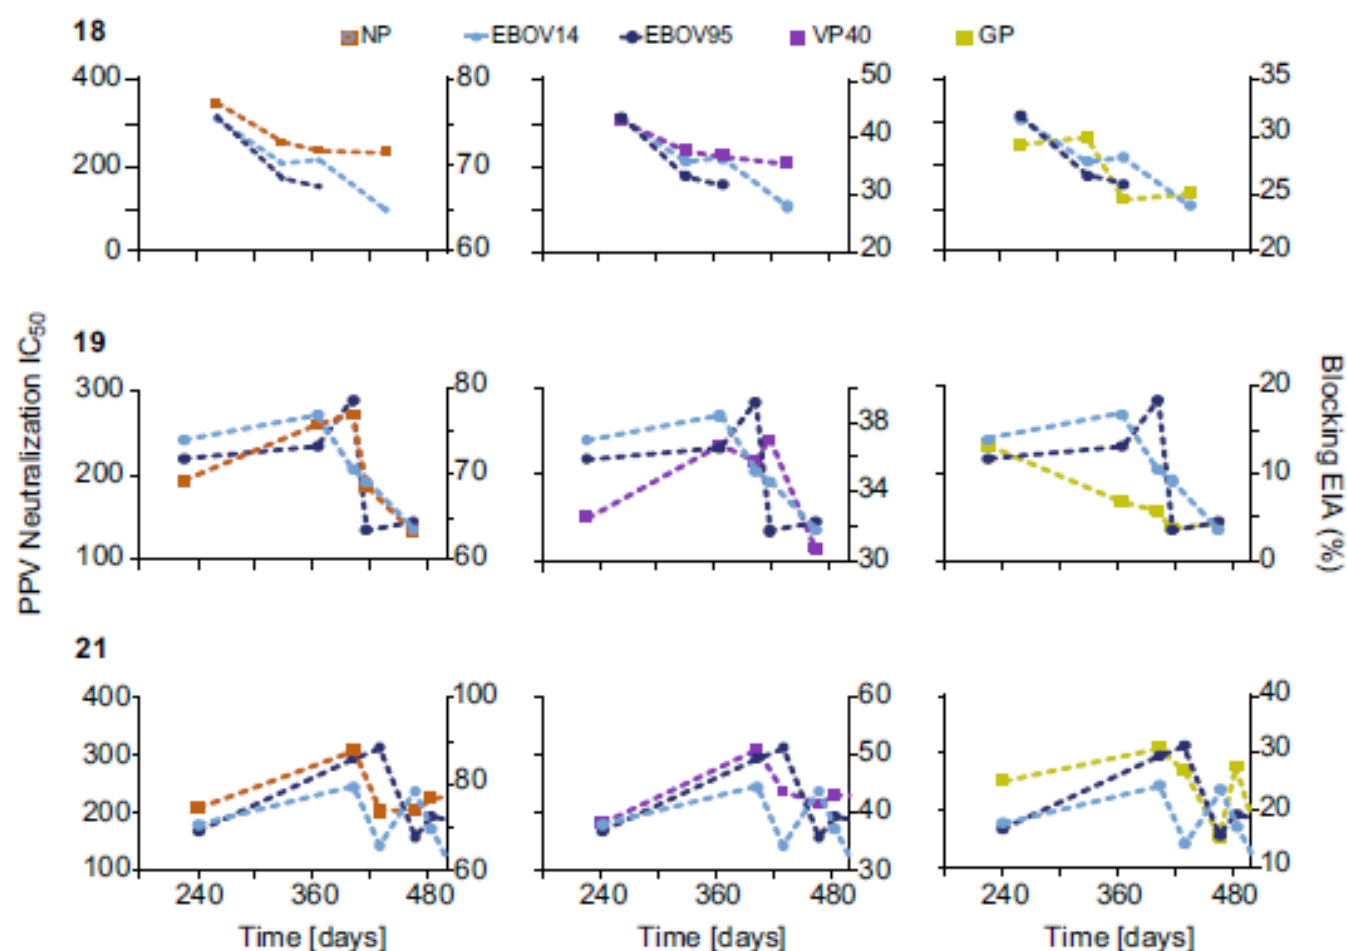 18
NP EBOV14 EBOV95 VP40 GP
400 80 50 35
40 30
200 70
30 25
0 60 20 20
PPV Neutralization IC50
Blocking EIA (%)
19
300 80 38 20
200 70 34 10
100 60 30 0
21
400 100 60 40
300 50 30
80
200 40 20
100 60 30 10
240 360 480 240 360 480 240 360 480
Time [days] Time [days] Time [days]